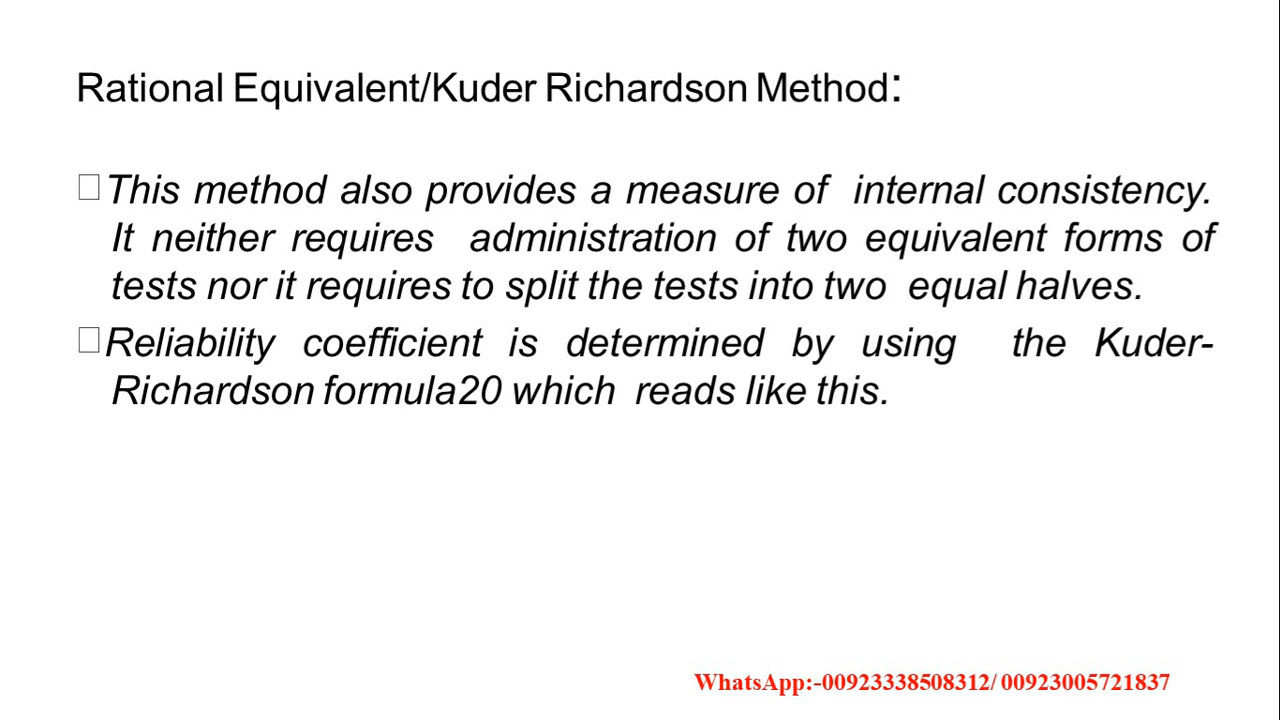 Rational Equivalent/Kuder Richardson Method:
This method also provides a measure of internal consistency.
It neither requires administration of two equivalent forms of
tests nor it requires to split the tests into two equal halves.
Reliability coefficient is determined by using the Kuder-
Richardson formula20 which reads like this.
WhatsApp:-00923338508312/ 00923005721837